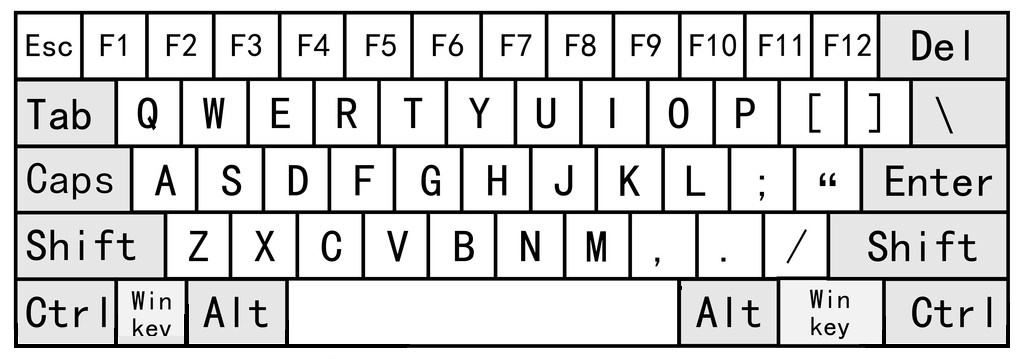 Esc F1 F2 F3 F4 F5 F6 F7 F8 F9 F10 F11 F12 Del
Tab Q W E R T Y U I O P [ ] \
Caps A S D F G H J K L ; “ Enter
Shift Z X C V B N M , . / Shift
Ctrl Win kev Alt Alt Win key Ctrl